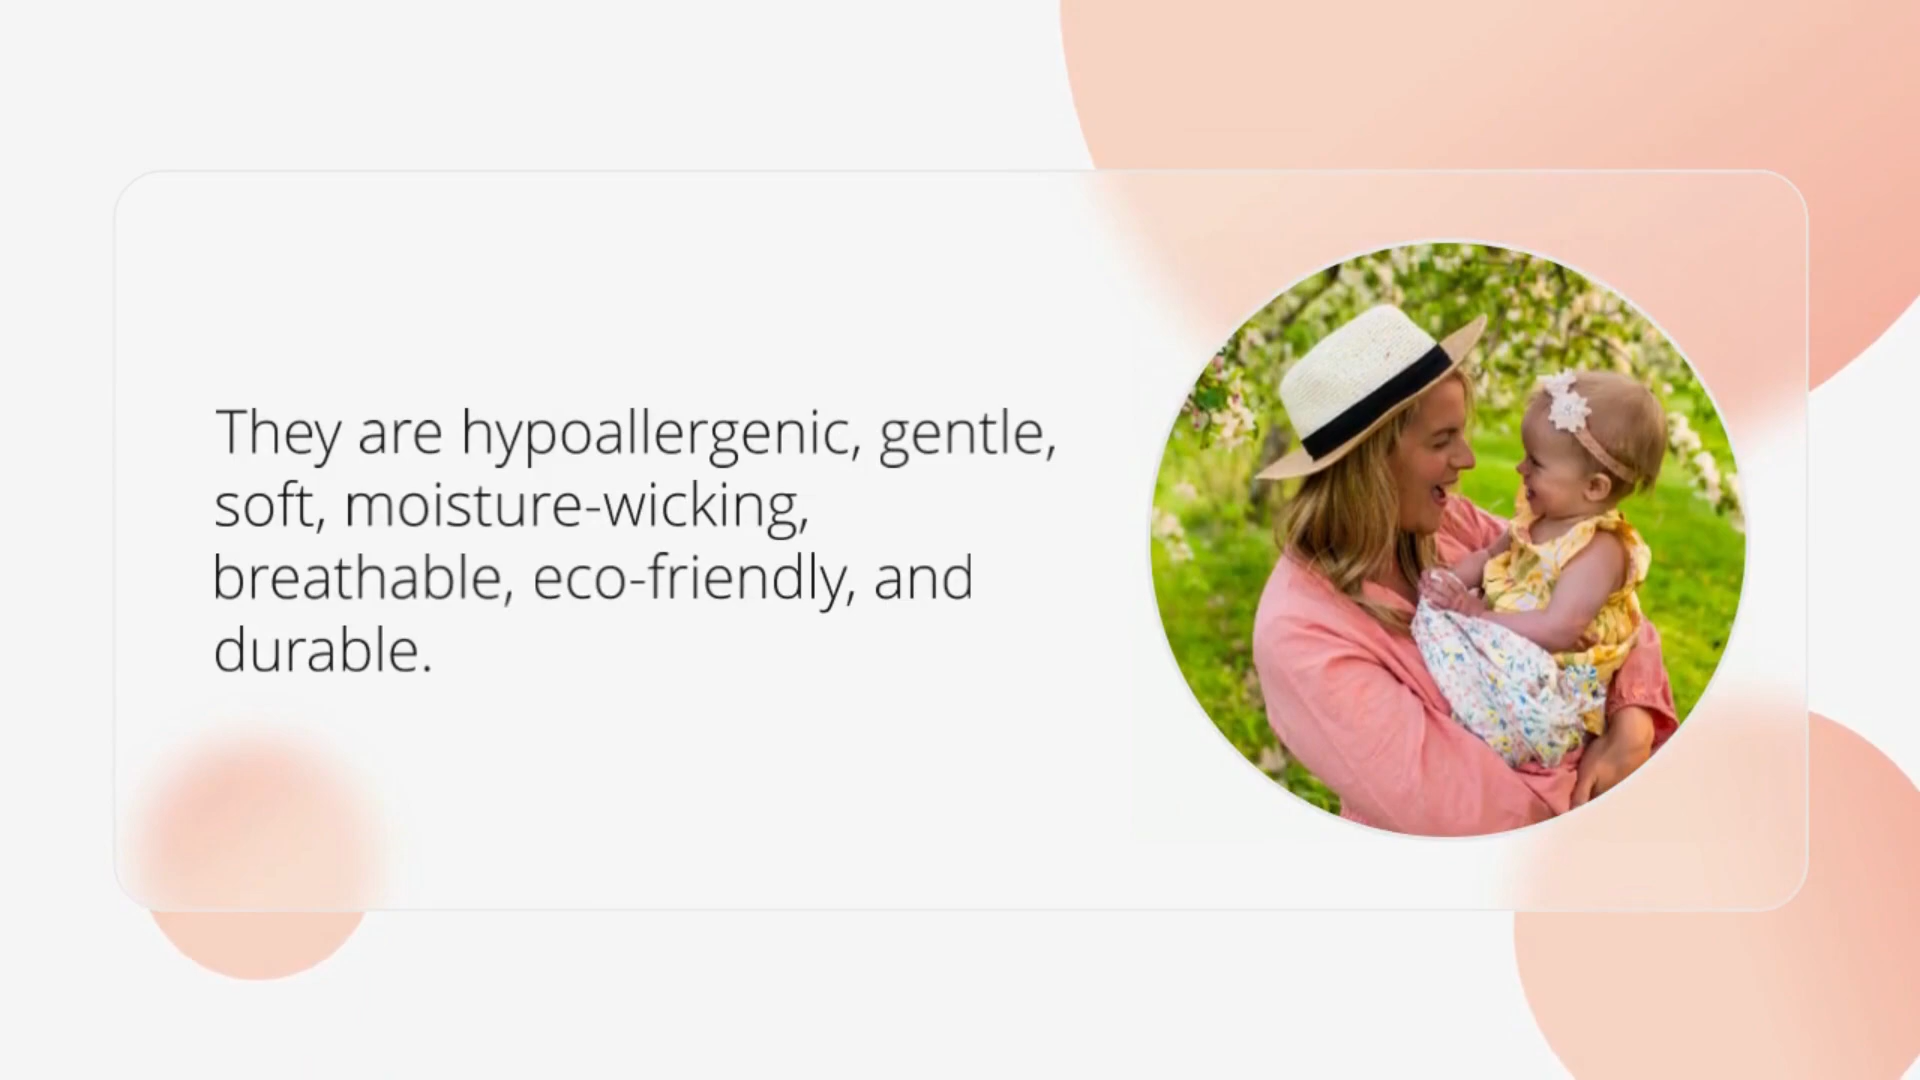 They are hypoallergenic, gentle,
soft, moisture-wicking,
breathable, eco-friendly, and
durable.